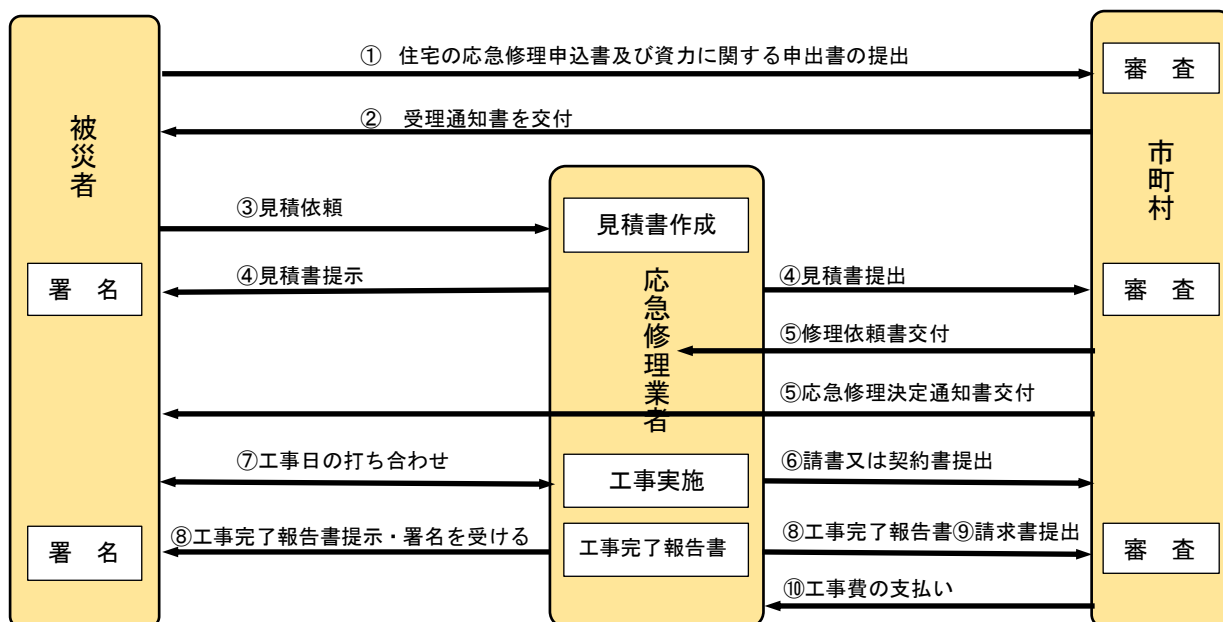 ① 住宅の応急修理申込書及び資力に関する申出書の提出
審 査
② 受理通知書を交付
被災者
市町村
③見積依頼
見積書作成
署 名
④見積書提示
応急修理業者
④見積書提出
審 査
⑤修理依頼書交付
⑤応急修理決定通知書交付
⑦工事日の打ち合わせ
工事実施
⑥請書又は契約書提出
署 名
⑧工事完了報告書提示・署名を受ける
工事完了報告書
⑧工事完了報告書⑨請求書提出
審 査
⑩工事費の支払い